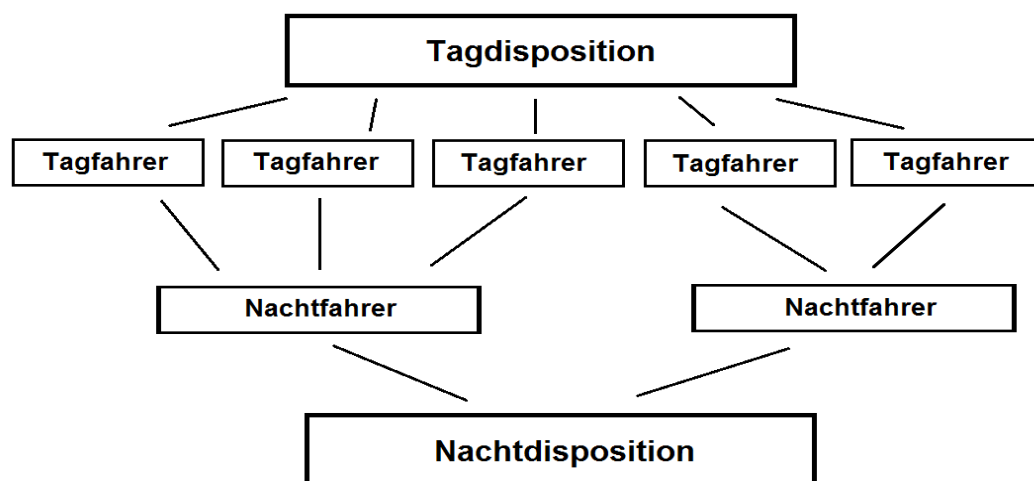 Tagdisposition
Tagfahrer
Tagfahrer
Tagfahrer
Tagfahrer
Tagfahrer
Nachtfahrer
Nachtfahrer
Nachtdisposition